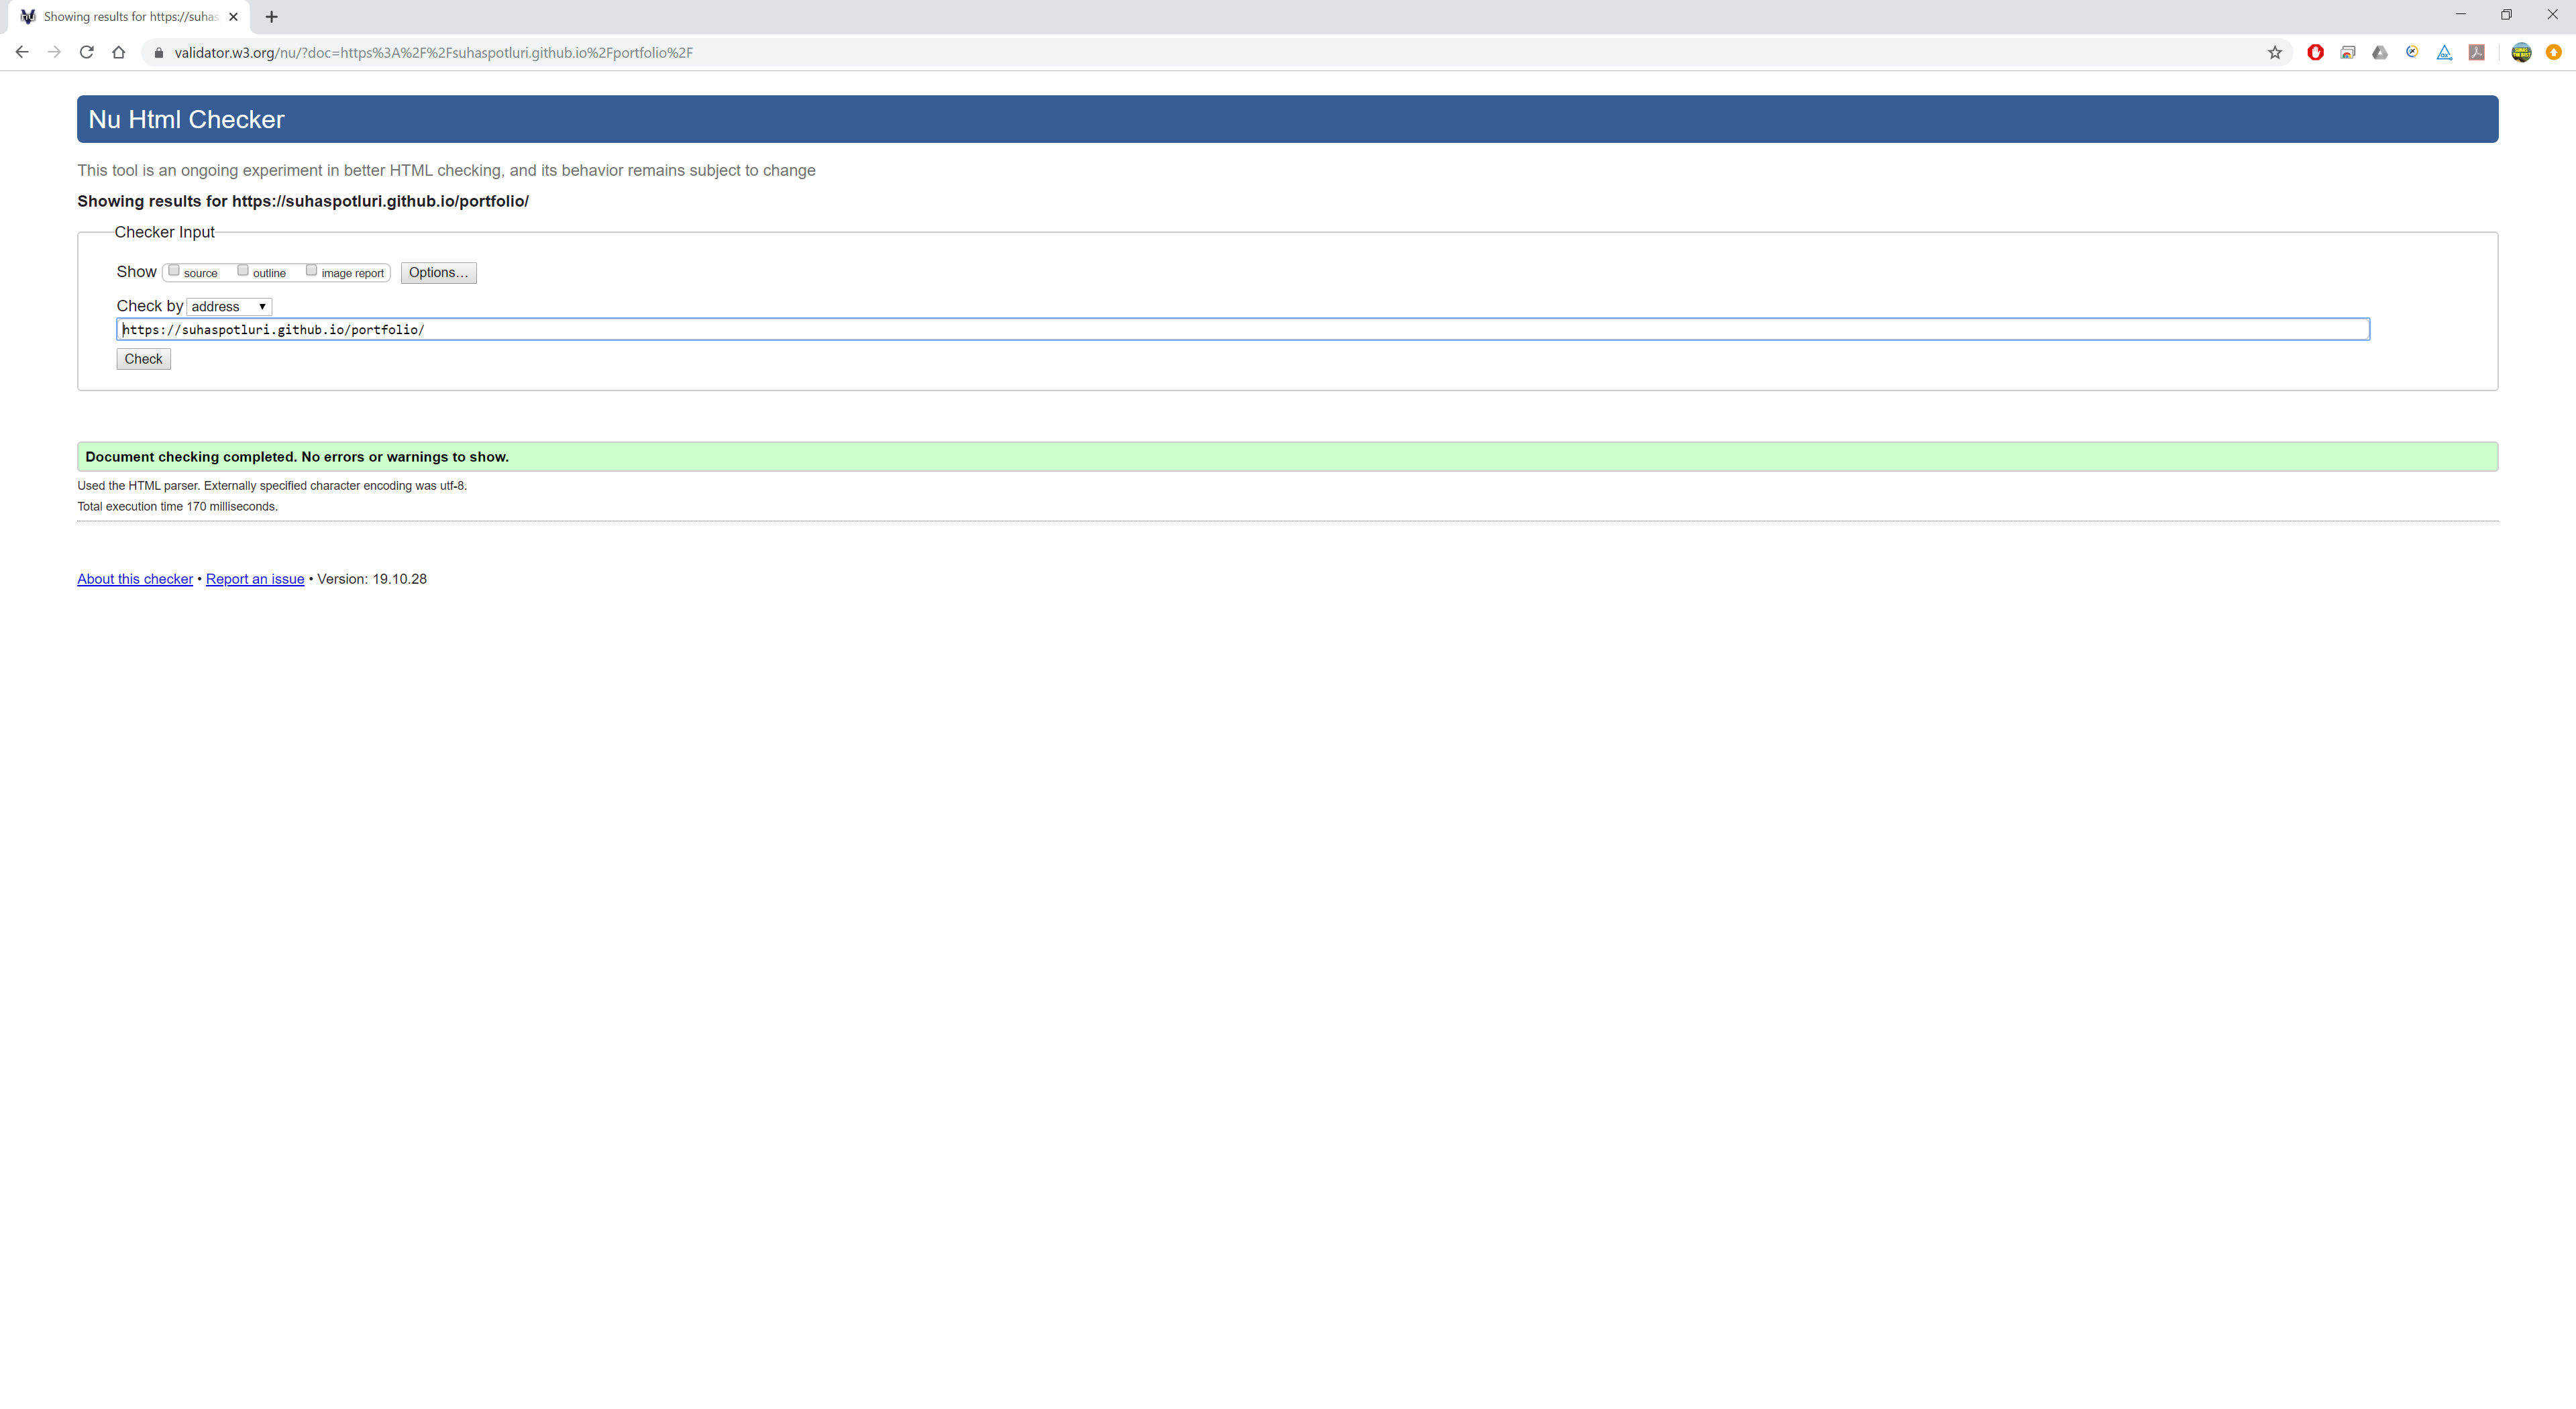 Showing results for https://suhas
validator.w3.org/nu/?doc=https%3A%2F%2Fsuhaspotluri.github.io%2Fportfolio%2F
Nu Html Checker
This tool is an ongoing experiment in better HTML checking, and its behavior remains subject to change
Showing results for https://suhaspotluri.github.io/portfolio/
Checker Input
Show source outline image report Options...
Check by address
https://suhaspotluri.github.io/portfolio/
Check
Document checking completed. No errors or warnings to show.
Used the HTML parser. Externally specified character encoding was utf-8.
Total execution time 170 milliseconds.
About this checker • Report an issue • Version: 19.10.28